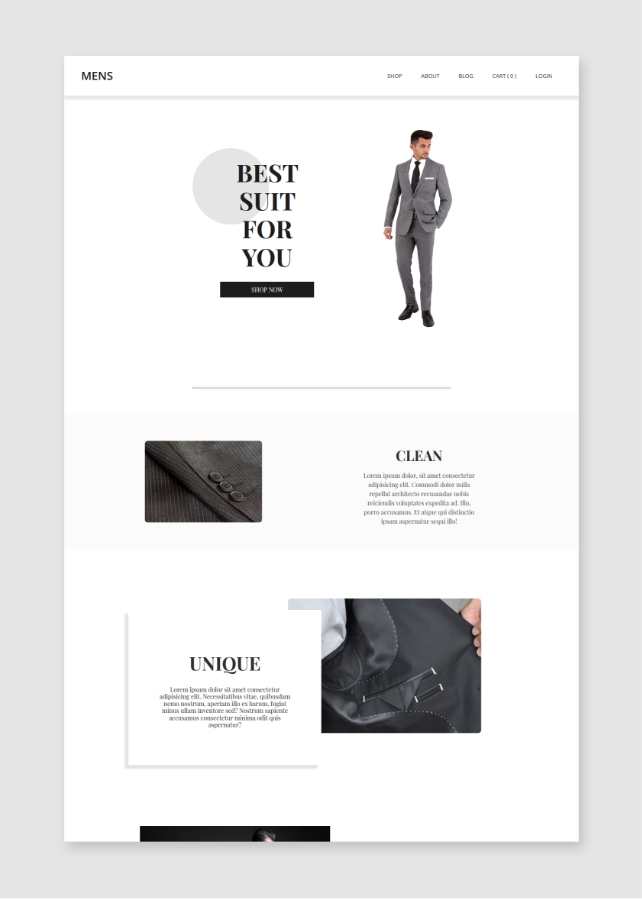 MENS
SHOP ABOUT BLOG CART ( 0 ) LOGIN
BEST
SUIT
FOR
YOU
SHOP NOW
CLEAN
Lorem ipsum dolor, sit amet consectetur
adipisicing elit. Commodi dolor nulla
repellat architecto recusandae nobis
reiciendis voluptates expedita ad. Illo,
porro accusamus. Et atque qui distinctio
ipsam aspernatur sequi illo!
UNIQUE
Lorem ipsum dolor sit amet consectetur
adipisicing elit. Necessitatibus vitae, quibusdam
nemo nostrum, aperiam illo ex harum, fugiat
minus ullam inventore sed? Nostrum sapiente
accusamus consectetur minima odit quis
aspernatur?